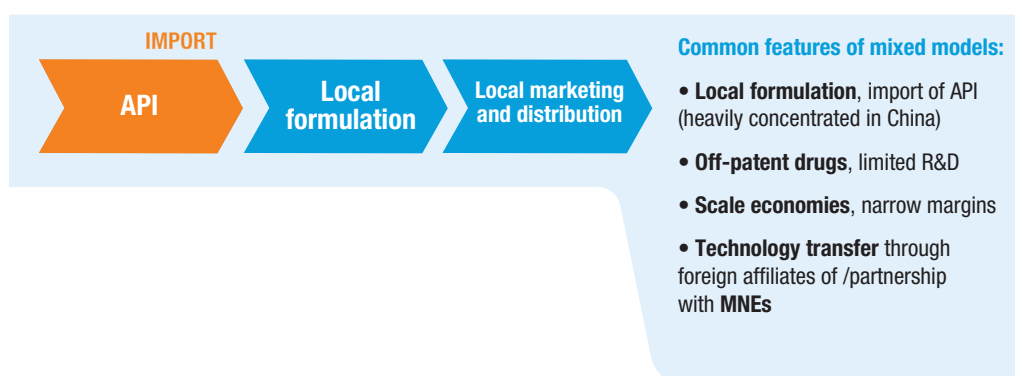 IMPORT
API
Local
formulation
Local marketing
and distribution
Common features of mixed models:
• Local formulation, import of API
(heavily concentrated in China)
• Off-patent drugs, limited R&D
• Scale economies, narrow margins
• Technology transfer through
foreign affiliates of /partnership
with MNEs